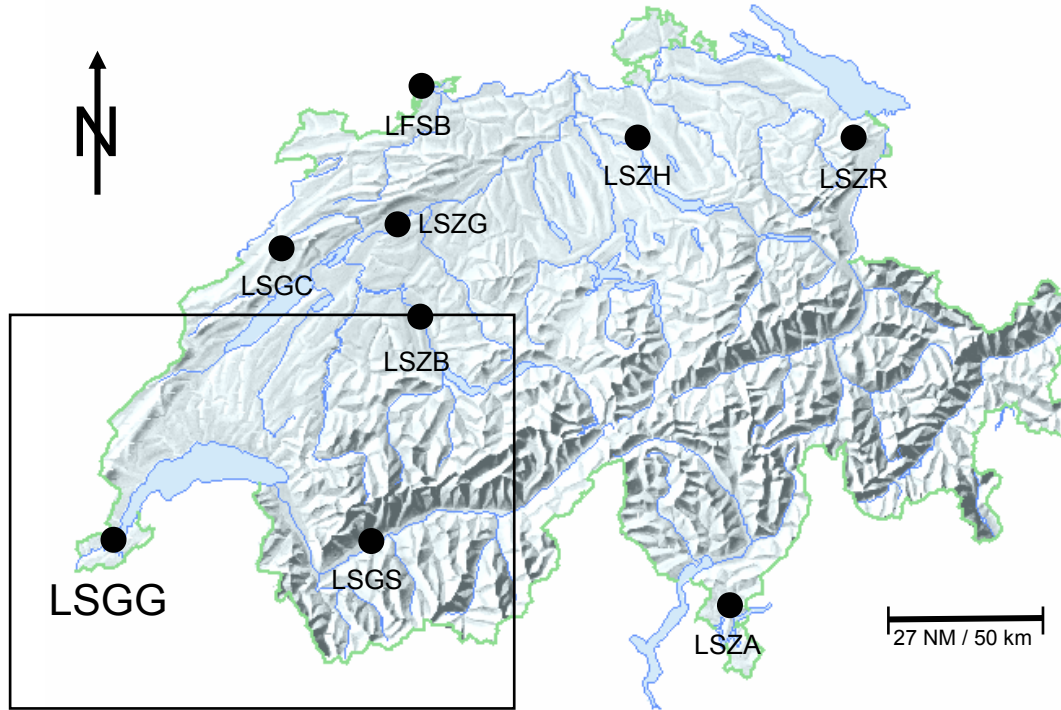 N
LFSB
LSZH
LSZR
LSZG
LSGC
LSZB
LSGS
LSGG
LSZA
27 NM / 50 km